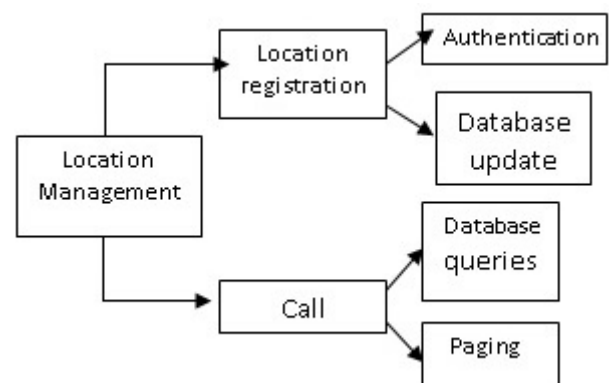 Location
Management
Location
registration
Authentication
Database
update
Call
Database
queries
Paging